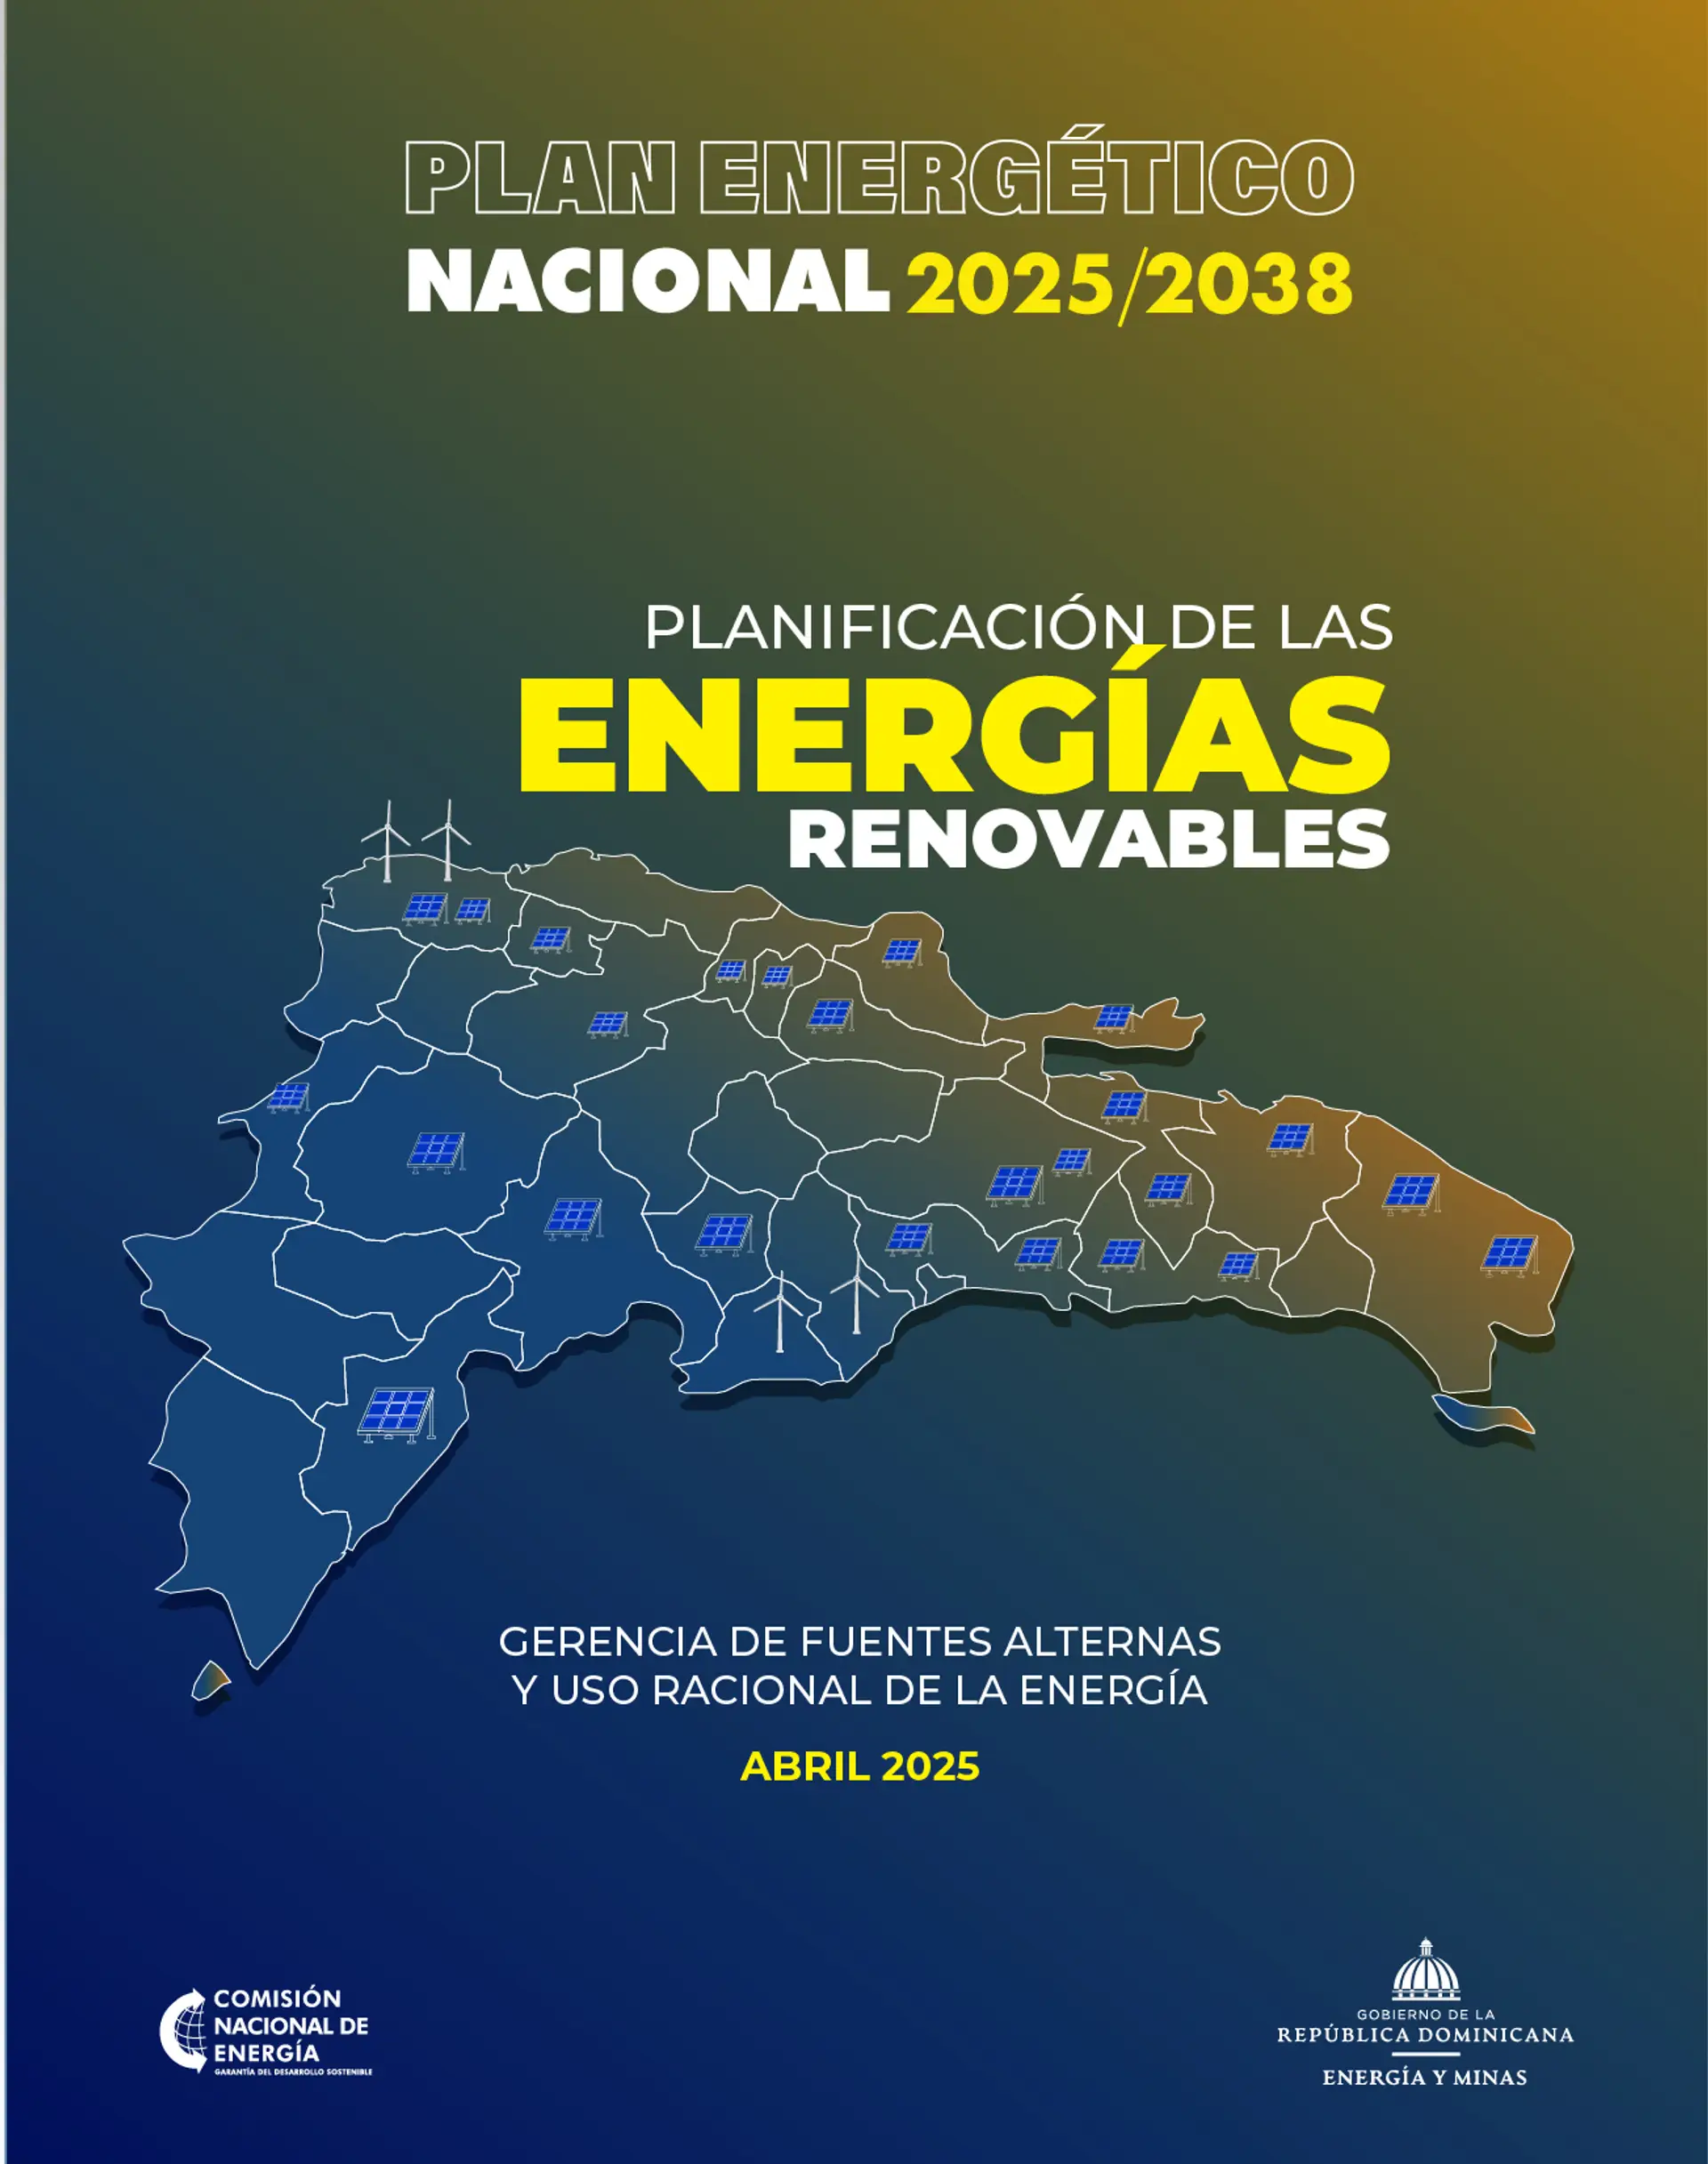 PLAN ENERGÉTICO
NACIONAL 2025/2038
PLANIFICACIÓN DE LAS
ENERGÍAS
RENOVABLES
GERENCIA DE FUENTES ALTERNAS
Y USO RACIONAL DE LA ENERGÍA
ABRIL 2025
COMISIÓN
NACIONAL DE
ENERGÍA
GARANTÍA DEL DESARROLLO SOSTENIBLE
GOBIERNO DE LA
REPÚBLICA DOMINICANA
ENERGÍA Y MINAS